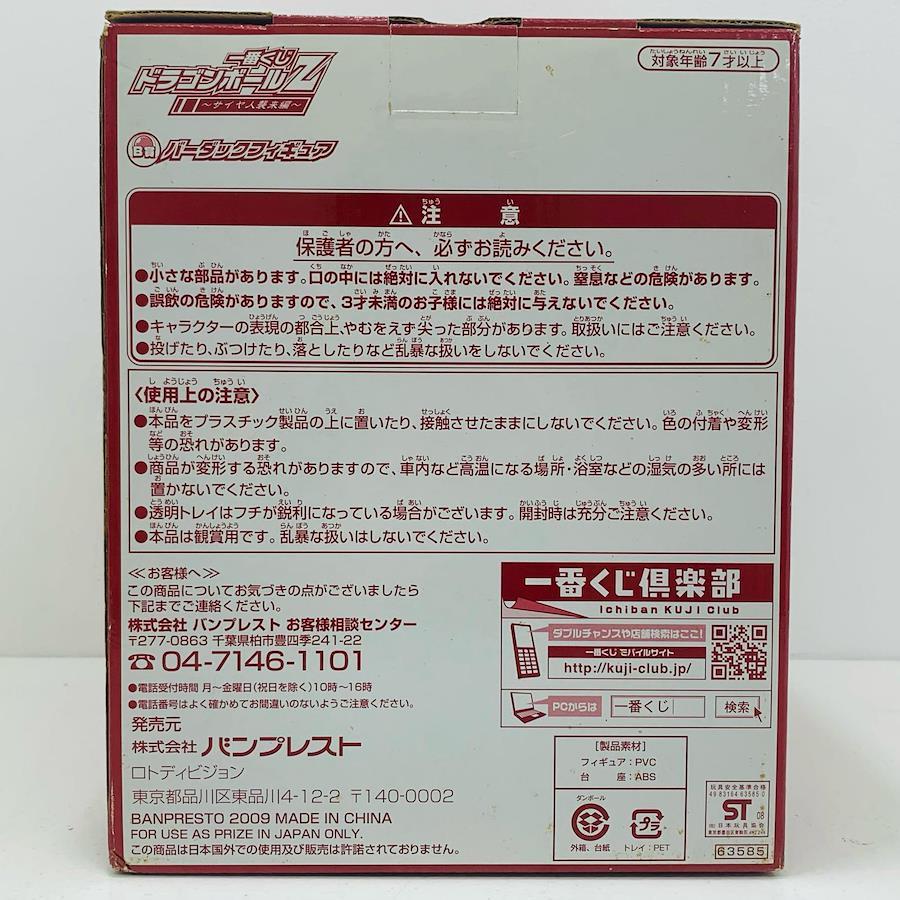 一番くじ
ドラゴンボールZ
～サイヤ人襲来編～
対象年齢7才以上
B賞 バーダックフィギュア
⚠注意
保護者の方へ、必ずお読みください。
●小さな部品があります。口の中には絶対に入れないでください。窒息などの危険があります。
●誤飲の危険がありますので、3才未満のお子様には絶対に与えないでください。
●キャラクターの表現の都合上、やむをえず尖った部分があります。取扱いにはご注意ください。
●投げたり、ぶつけたり、落としたりなど乱暴な扱いをしないでください。
〈使用上の注意〉
●本品をプラスチック製品の上に置いたり、接触させたままにしないでください。色の付着や変形
等の恐れがあります。
●商品が変形する恐れがありますので、車内など高温になる場所・浴室などの湿気の多い所には
置かないでください。
●透明トレイはフチが鋭利になっている場合がございます。開封時は充分ご注意ください。
●本品は観賞用です。乱暴な扱いはしないでください。
≪お客様へ≫
この商品についてお気づきの点がございましたら
下記までご連絡ください。
株式会社 バンプレスト お客様相談センター
〒277-0863 千葉県柏市豊四季241-22
☎04-7146-1101
●電話受付時間 月～金曜日(祝日を除く)10時～16時
●電話番号はよく確かめてお間違いのないようご注意ください。
発売元
株式会社 バンプレスト
ロトディビジョン
東京都品川区東品川4-12-2 〒140-0002
BANPRESTO 2009 MADE IN CHINA
FOR USE AS PRIZE IN JAPAN ONLY.
この商品は日本国外での使用及び販売は許諾されておりません。
一番くじ倶楽部
Ichiban KUJI Club
ダブルチャンスや店舗検索はここ!
一番くじ モバイルサイト
http://kuji-club.jp/
PCからは 一番くじ 検索
[製品素材]
フィギュア:PVC
台座:ABS
ダンボール
プラ
外箱、台紙
トレイ:PET
玩具安全基準合格
49 83164 63585 0
ST
08
(社)日本玩具協会
63585